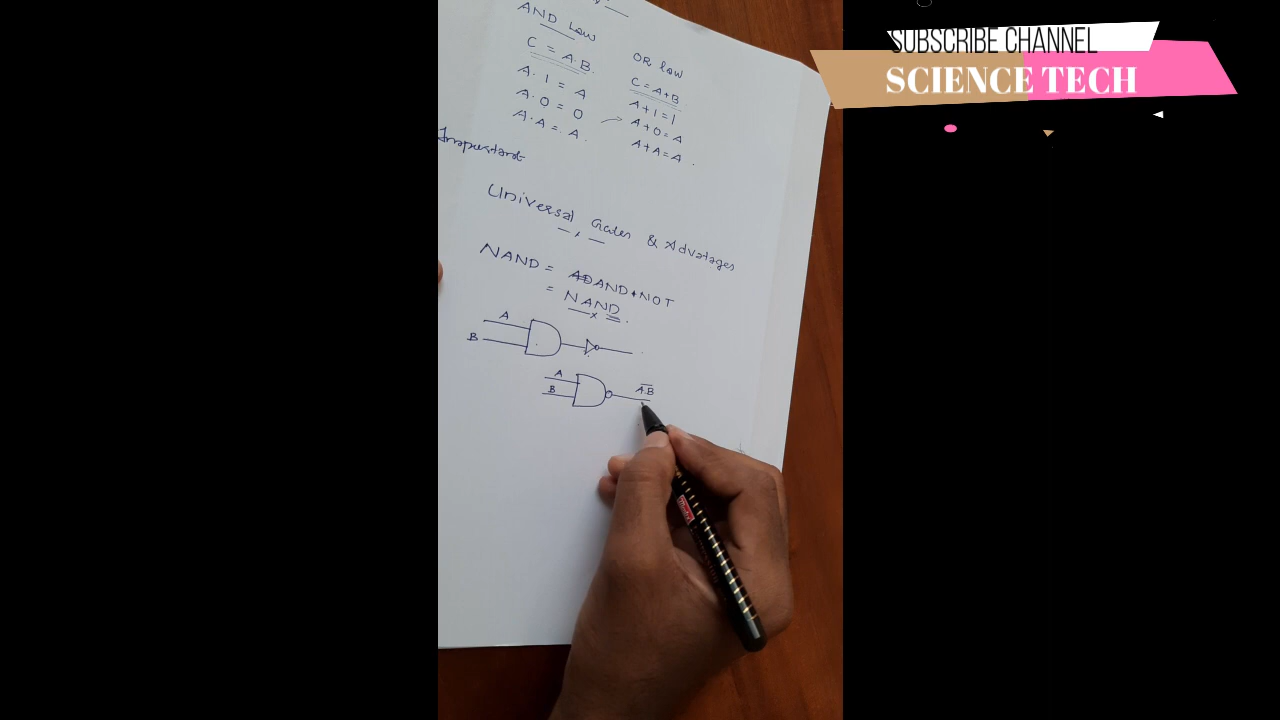 SUBSCRIBE CHANNEL
SCIENCE TECH
AND Law
C = A.B.
A. 1 = A
A. 0 = 0
A.A = A.
OR law
C = A+B
A+1=1
A+0=A
A+A=A.
Impurtant
Universal Gates & Advatages
NAND = AND+NOT
= NAND.
A
B
A
B
A.B